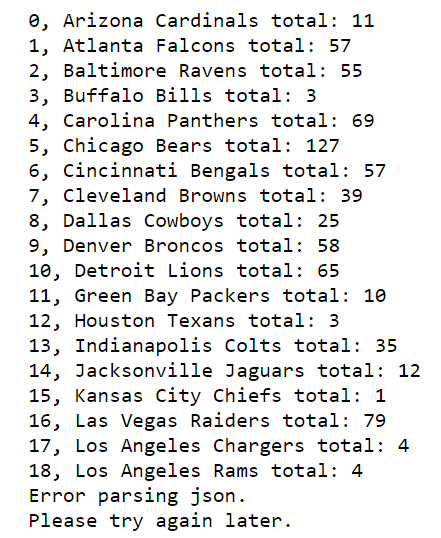 0, Arizona Cardinals total: 11
1, Atlanta Falcons total: 57
2, Baltimore Ravens total: 55
3, Buffalo Bills total: 3
4, Carolina Panthers total: 69
5, Chicago Bears total: 127
6, Cincinnati Bengals total: 57
7, Cleveland Browns total: 39
8, Dallas Cowboys total: 25
9, Denver Broncos total: 58
10, Detroit Lions total: 65
11, Green Bay Packers total: 10
12, Houston Texans total: 3
13, Indianapolis Colts total: 35
14, Jacksonville Jaguars total: 12
15, Kansas City Chiefs total: 1
16, Las Vegas Raiders total: 79
17, Los Angeles Chargers total: 4
18, Los Angeles Rams total: 4
Error parsing json.
Please try again later.